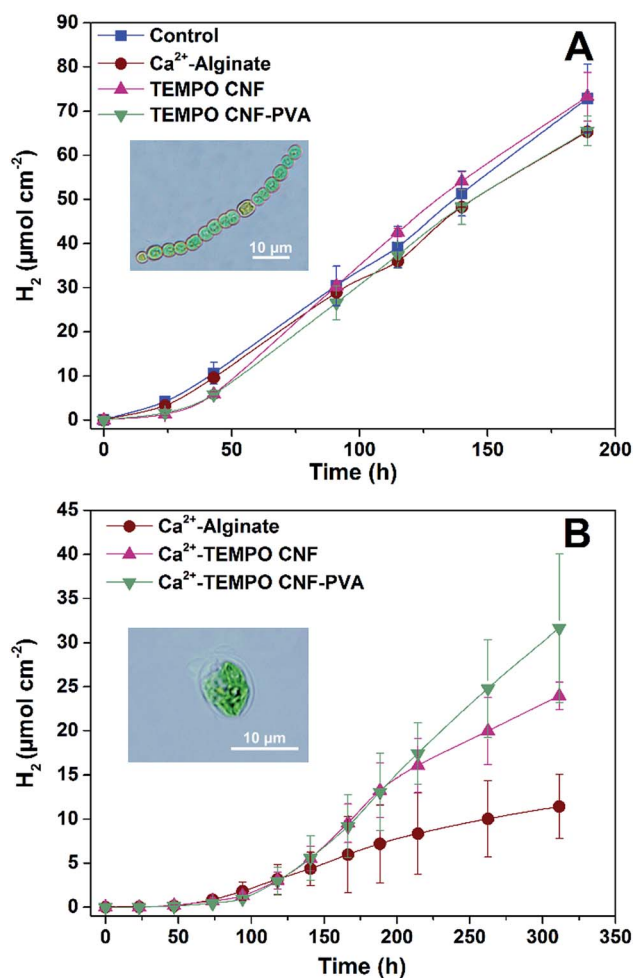 A
Control
Ca²⁺-Alginate
TEMPO CNF
TEMPO CNF-PVA
10 µm
H₂ (µmol cm⁻²)
90
80
70
60
50
40
30
20
10
0
0 50 100 150 200
Time (h)
B
Ca²⁺-Alginate
Ca²⁺-TEMPO CNF
Ca²⁺-TEMPO CNF-PVA
10 µm
H₂ (µmol cm⁻²)
45
40
35
30
25
20
15
10
5
0
0 50 100 150 200 250 300 350
Time (h)